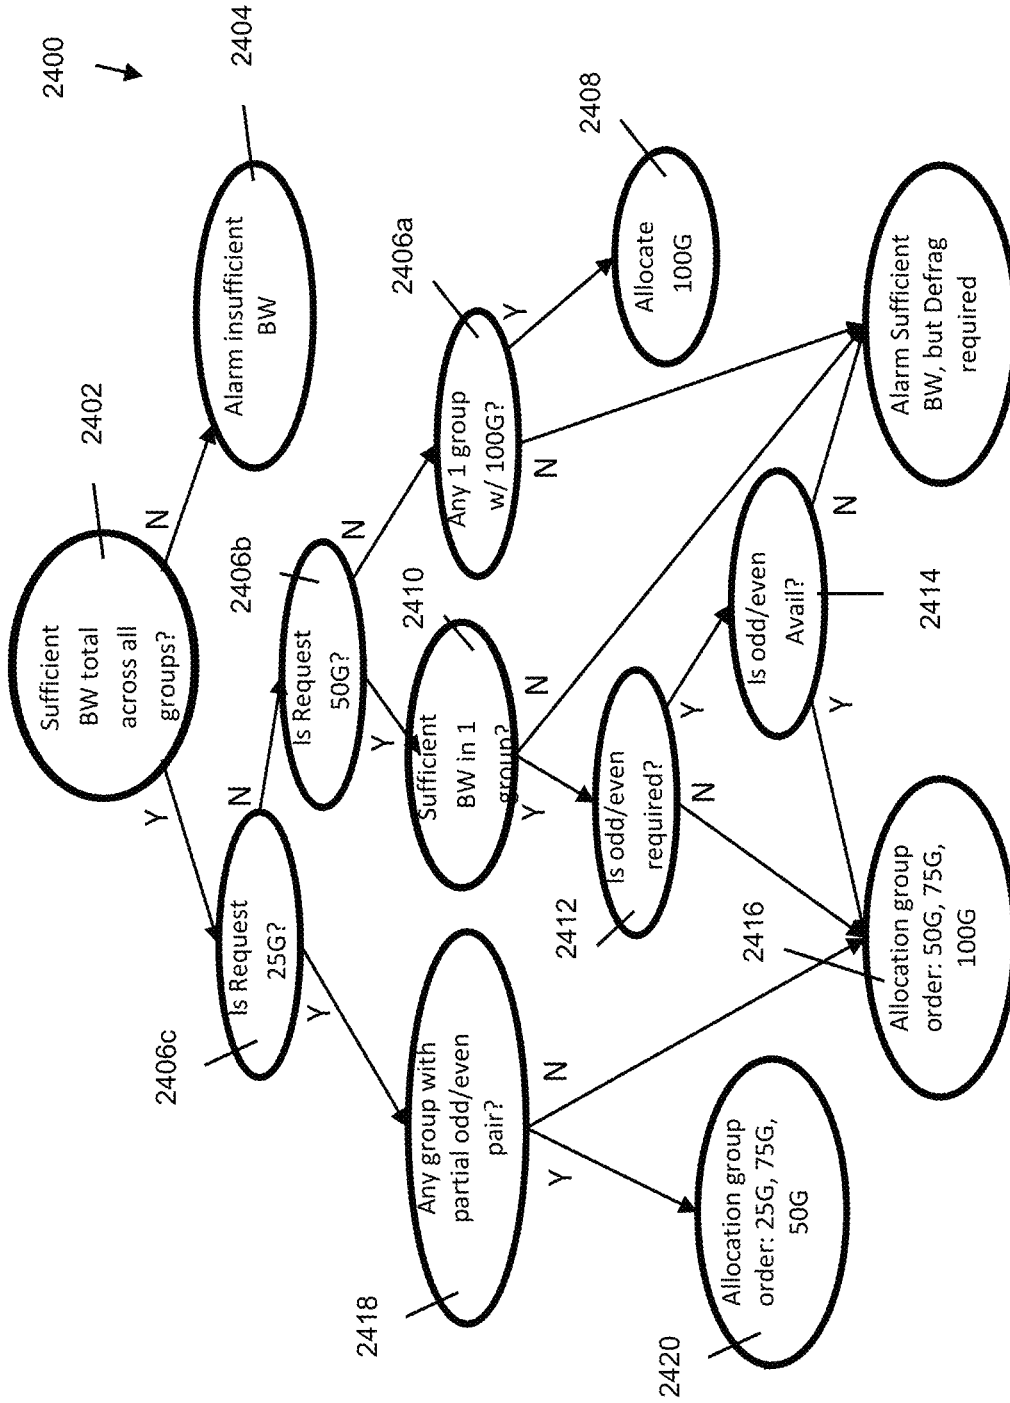 2400
2402
2404
Sufficient
BW total
across all
groups?
Y
N
Alarm insufficient
BW
2406c
Is Request
25G?
N
Y
2406b
Is Request
50G?
N
Y
2406a
Any 1 group
w/ 100G?
Y
N
2408
Allocate
100G
2410
Sufficient
BW in 1
group?
Y
N
2418
Any group with
partial odd/even
pair?
Y
N
2412
Is odd/even
required?
N
Y
2414
Is odd/even
Avail?
Y
N
2420
Allocation group
order: 25G, 75G,
50G
2416
Allocation group
order: 50G, 75G,
100G
Alarm Sufficient
BW, but Defrag
required